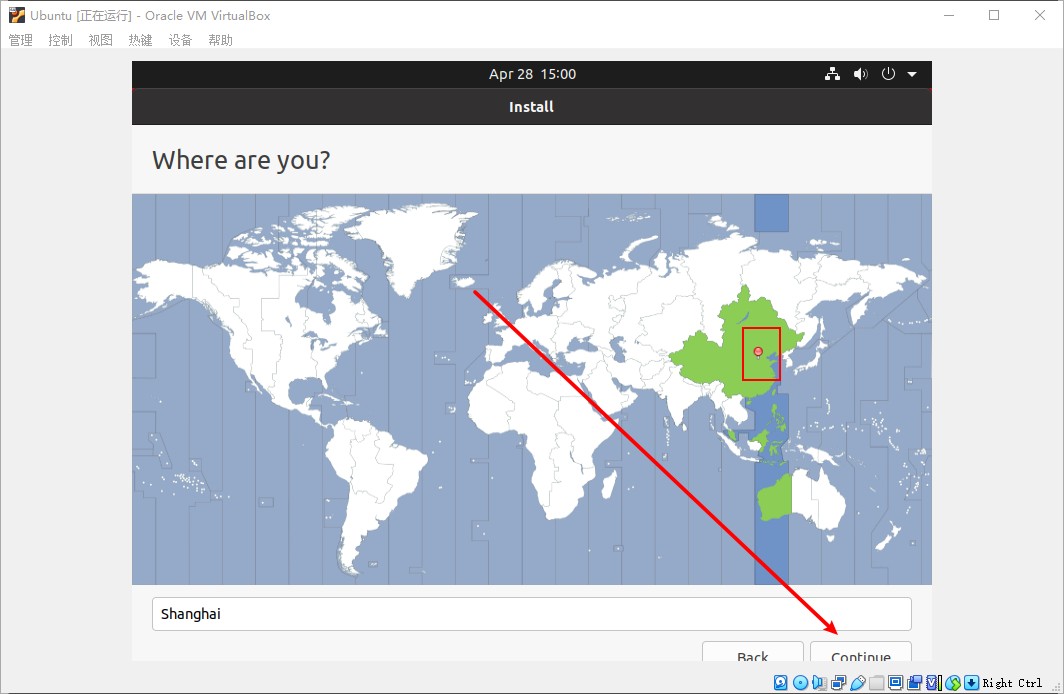 Ubuntu [正在运行] - Oracle VM VirtualBox
管理 控制 视图 热键 设备 帮助
Apr 28 15:00
Install
Where are you?
Shanghai
Back Continue
Right Ctrl